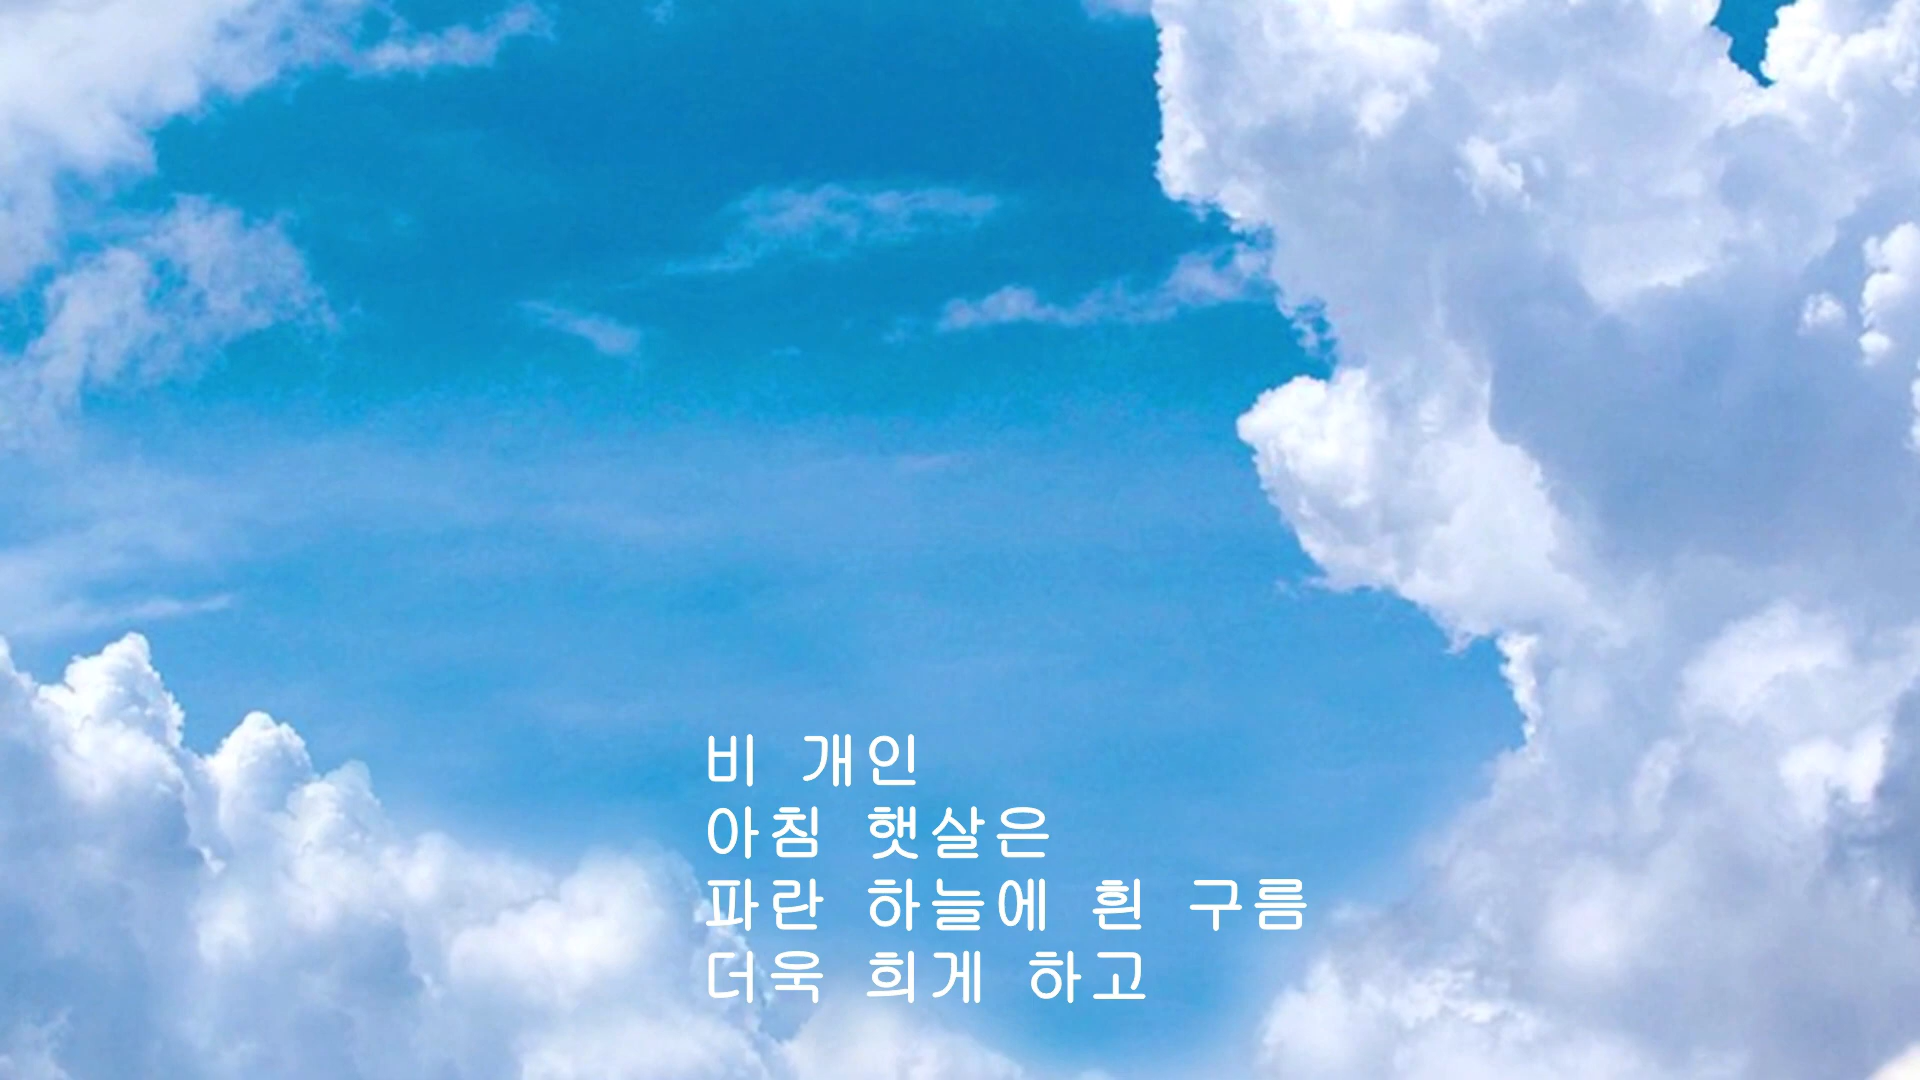 비 개인
아침 햇살은
파란 하늘에 흰 구름
더욱 희게 하고